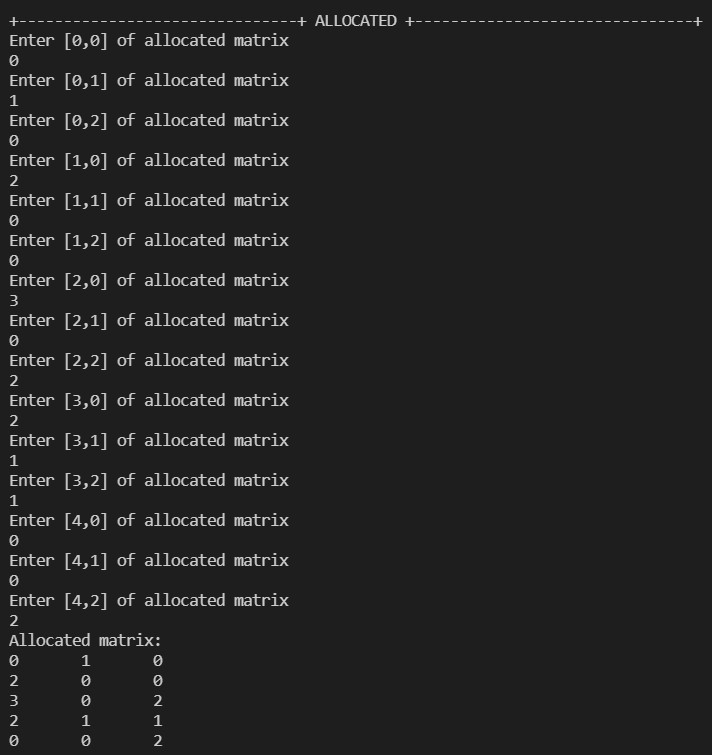 +-------------------------------+ ALLOCATED +-------------------------------+
Enter [0,0] of allocated matrix
0
Enter [0,1] of allocated matrix
1
Enter [0,2] of allocated matrix
0
Enter [1,0] of allocated matrix
2
Enter [1,1] of allocated matrix
0
Enter [1,2] of allocated matrix
0
Enter [2,0] of allocated matrix
3
Enter [2,1] of allocated matrix
0
Enter [2,2] of allocated matrix
2
Enter [3,0] of allocated matrix
2
Enter [3,1] of allocated matrix
1
Enter [3,2] of allocated matrix
1
Enter [4,0] of allocated matrix
0
Enter [4,1] of allocated matrix
0
Enter [4,2] of allocated matrix
2
Allocated matrix:
0       1       0
2       0       0
3       0       2
2       1       1
0       0       2